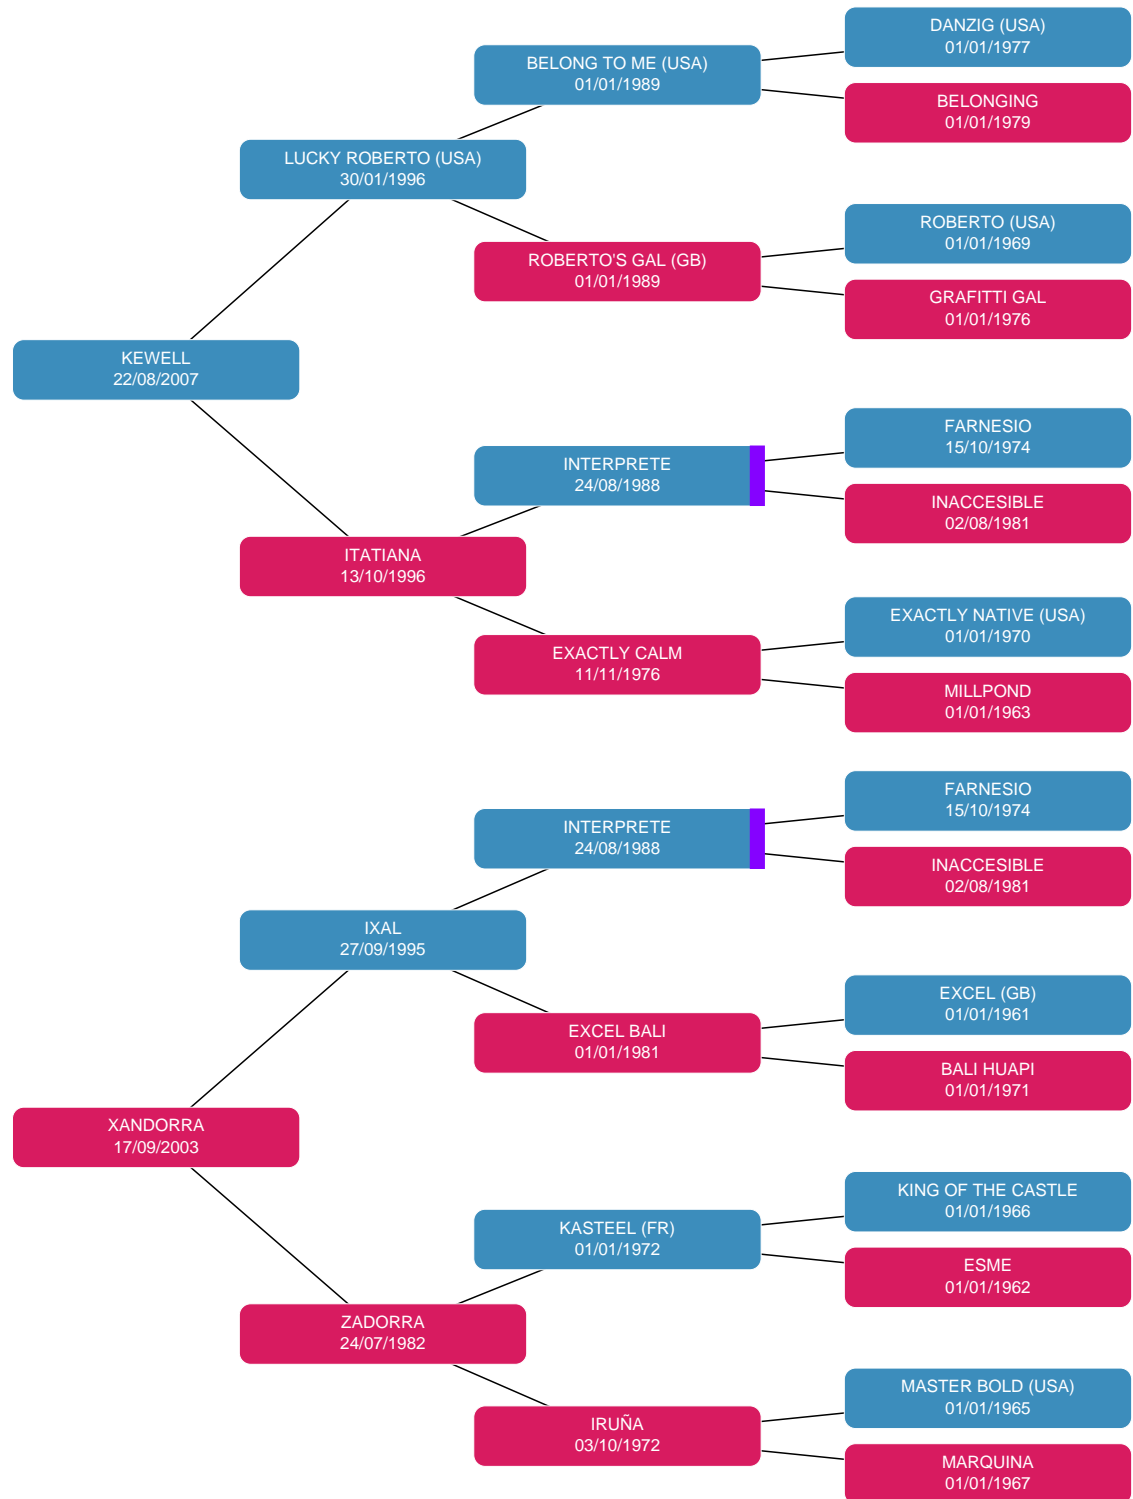 DANZIG (USA)
01/01/1977
BELONG TO ME (USA)
01/01/1989
BELONGING
01/01/1979
LUCKY ROBERTO (USA)
30/01/1996
ROBERTO (USA)
01/01/1969
ROBERTO'S GAL (GB)
01/01/1989
GRAFITTI GAL
01/01/1976
KEWELL
22/08/2007
FARNESIO
15/10/1974
INTERPRETE
24/08/1988
INACCESIBLE
02/08/1981
ITATIANA
13/10/1996
EXACTLY NATIVE (USA)
01/01/1970
EXACTLY CALM
11/11/1976
MILLPOND
01/01/1963
FARNESIO
15/10/1974
INTERPRETE
24/08/1988
INACCESIBLE
02/08/1981
IXAL
27/09/1995
EXCEL (GB)
01/01/1961
EXCEL BALI
01/01/1981
BALI HUAPI
01/01/1971
XANDORRA
17/09/2003
KING OF THE CASTLE
01/01/1966
KASTEEL (FR)
01/01/1972
ESME
01/01/1962
ZADORRA
24/07/1982
MASTER BOLD (USA)
01/01/1965
IRUÑA
03/10/1972
MARQUINA
01/01/1967